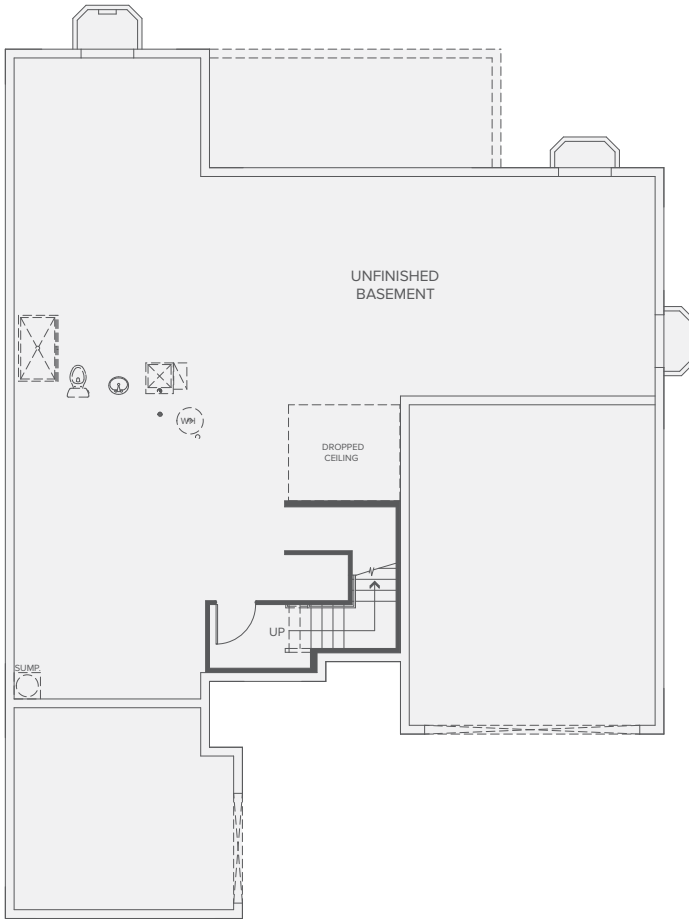 UNFINISHED
BASEMENT
WH
DROPPED
CEILING
UP
SUMP.